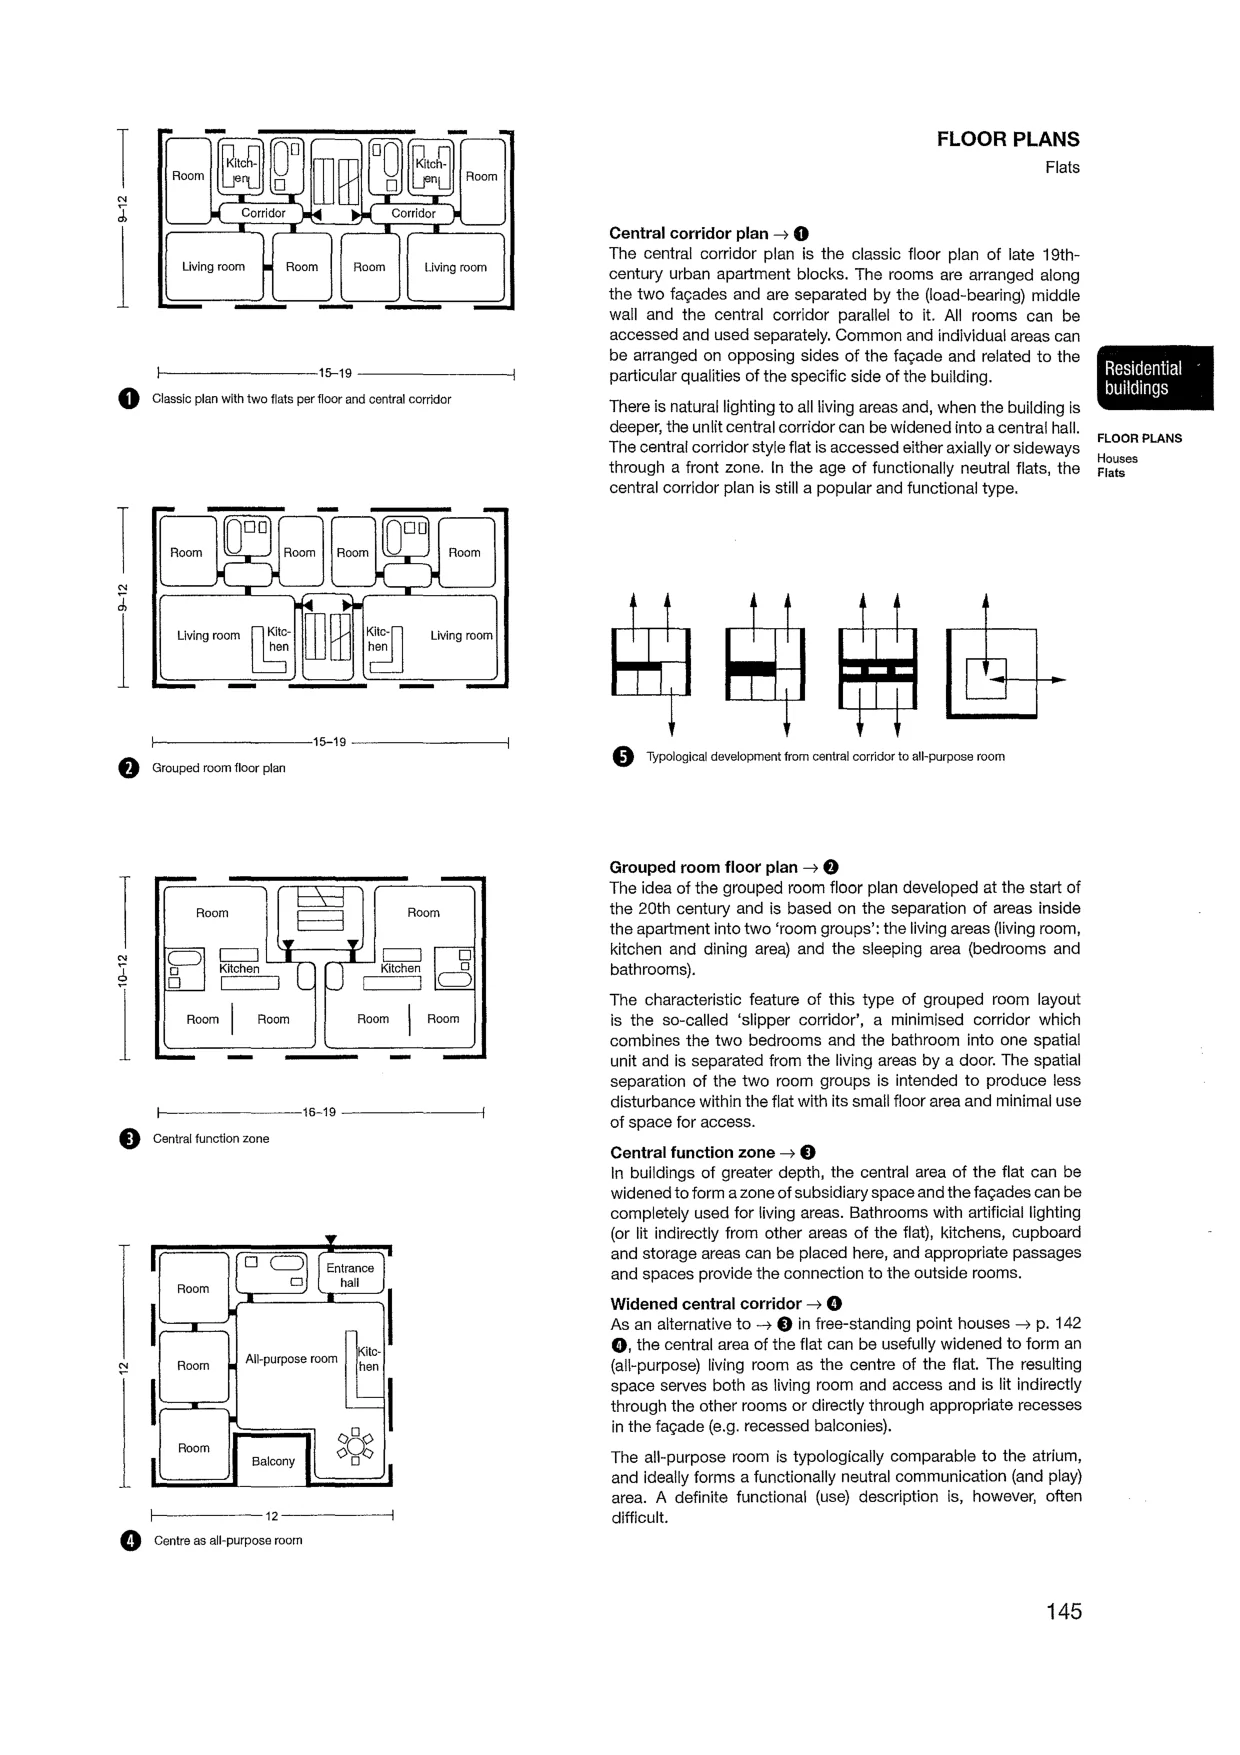 FLOOR PLANS
Flats
Room
Kitch-
en
Kitch-
en
Room
Corridor
Corridor
Living room
Room
Room
Living room
9–12
15–19
1 Classic plan with two flats per floor and central corridor
Room
Room
Room
Room
Living room
Kitc-
hen
Kitc-
hen
Living room
9–12
15–19
2 Grouped room floor plan
Room
Room
Kitchen
Kitchen
Room
Room
Room
Room
10–12
16–19
3 Central function zone
Entrance
hall
Room
Room
All-purpose room
Kitc-
hen
Room
Balcony
12
12
4 Centre as all-purpose room
Central corridor plan → 1
The central corridor plan is the classic floor plan of late 19th-
century urban apartment blocks. The rooms are arranged along
the two façades and are separated by the (load-bearing) middle
wall and the central corridor parallel to it. All rooms can be
accessed and used separately. Common and individual areas can
be arranged on opposing sides of the façade and related to the
particular qualities of the specific side of the building.
There is natural lighting to all living areas and, when the building is
deeper, the unlit central corridor can be widened into a central hall.
The central corridor style flat is accessed either axially or sideways
through a front zone. In the age of functionally neutral flats, the
central corridor plan is still a popular and functional type.
5 Typological development from central corridor to all-purpose room
Grouped room floor plan → 2
The idea of the grouped room floor plan developed at the start of
the 20th century and is based on the separation of areas inside
the apartment into two ‘room groups’: the living areas (living room,
kitchen and dining area) and the sleeping area (bedrooms and
bathrooms).
The characteristic feature of this type of grouped room layout
is the so-called ‘slipper corridor’, a minimised corridor which
combines the two bedrooms and the bathroom into one spatial
unit and is separated from the living areas by a door. The spatial
separation of the two room groups is intended to produce less
disturbance within the flat with its small floor area and minimal use
of space for access.
Central function zone → 3
In buildings of greater depth, the central area of the flat can be
widened to form a zone of subsidiary space and the façades can be
completely used for living areas. Bathrooms with artificial lighting
(or lit indirectly from other areas of the flat), kitchens, cupboard
and storage areas can be placed here, and appropriate passages
and spaces provide the connection to the outside rooms.
Widened central corridor → 4
As an alternative to → 3 in free-standing point houses → p. 142
4, the central area of the flat can be usefully widened to form an
(all-purpose) living room as the centre of the flat. The resulting
space serves both as living room and access and is lit indirectly
through the other rooms or directly through appropriate recesses
in the façade (e.g. recessed balconies).
The all-purpose room is typologically comparable to the atrium,
and ideally forms a functionally neutral communication (and play)
area. A definite functional (use) description is, however, often
difficult.
Residential
buildings
FLOOR PLANS
Houses
Flats
145